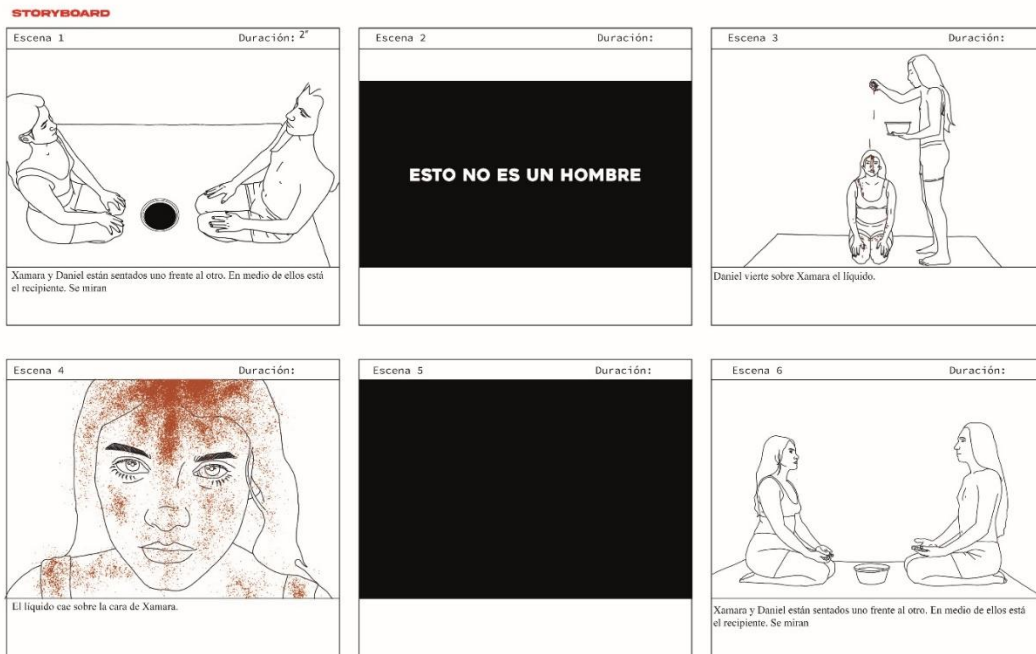 STORYBOARD
Escena 1 Duración: 2"
Escena 2 Duración:
Escena 3 Duración:
ESTO NO ES UN HOMBRE
Xamara y Daniel están sentados uno frente al otro. En medio de ellos está
el recipiente. Se miran
Daniel vierte sobre Xamara el líquido.
Escena 4 Duración:
Escena 5 Duración:
Escena 6 Duración:
El líquido cae sobre la cara de Xamara.
Xamara y Daniel están sentados uno frente al otro. En medio de ellos está
el recipiente. Se miran